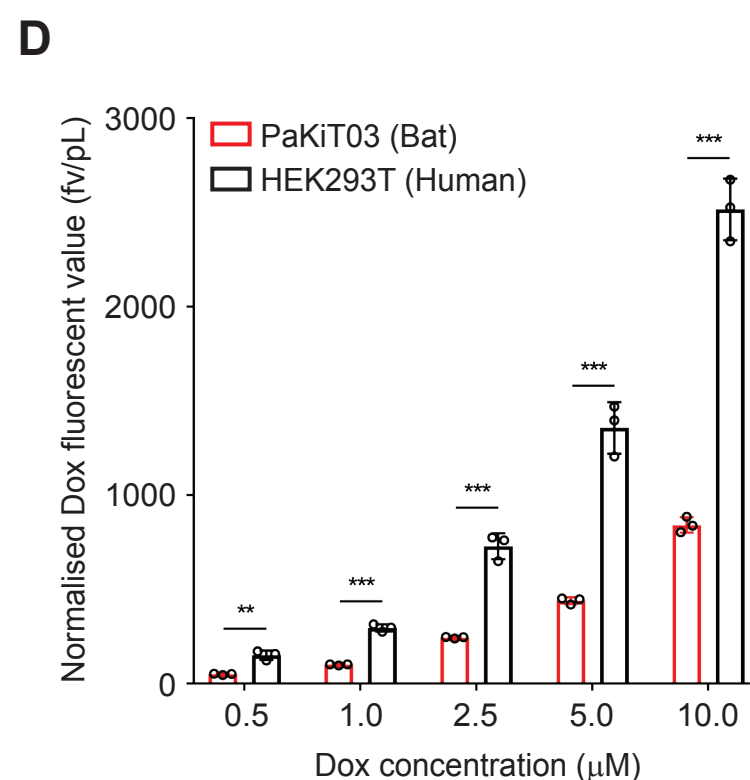 D
Normalised Dox fluorescent value (fv/pL)
3000
2000
1000
0
PaKiT03 (Bat)
HEK293T (Human)
**
***
***
***
***
0.5 1.0 2.5 5.0 10.0
Dox concentration (μM)